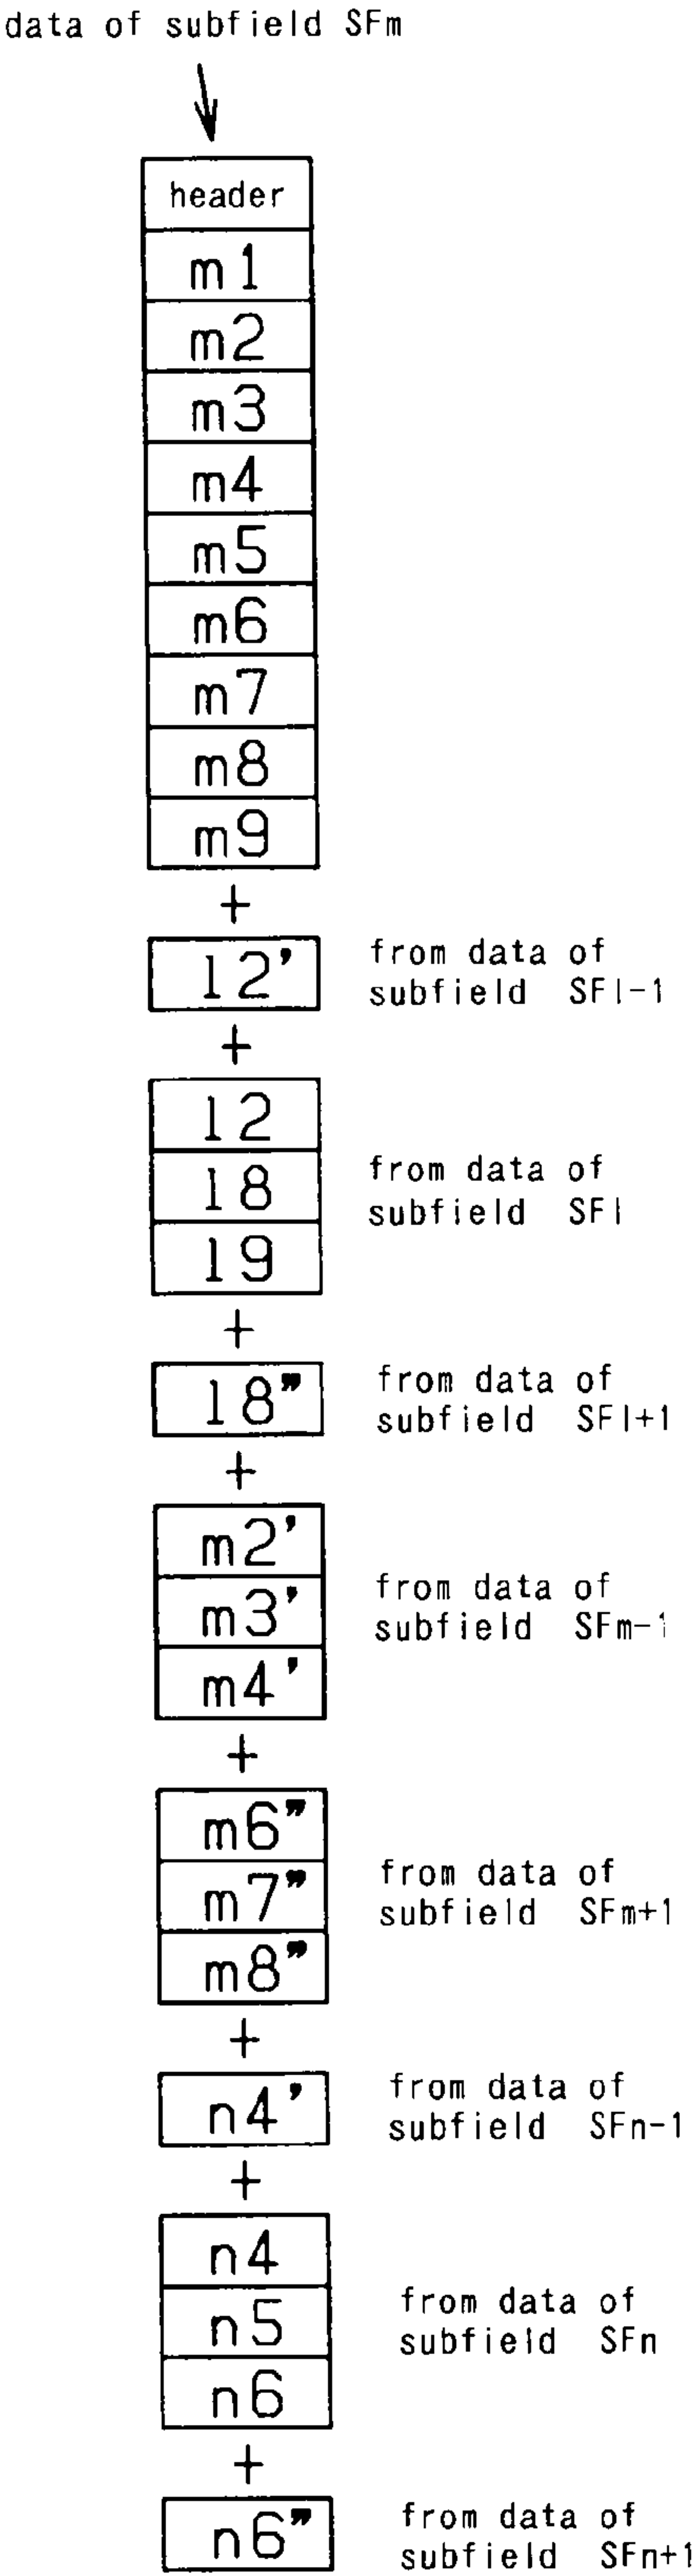 data of subfield SFm
header
m1
m2
m3
m4
m5
m6
m7
m8
m9
+
l2'
from data of
subfield SFl-1
+
l2
l8
l9
from data of
subfield SFl
+
l8"
from data of
subfield SFl+1
+
m2'
m3'
m4'
from data of
subfield SFm-1
+
m6"
m7"
m8"
from data of
subfield SFm+1
+
n4'
from data of
subfield SFn-1
+
n4
n5
n6
from data of
subfield SFn
+
n6"
from data of
subfield SFn+1